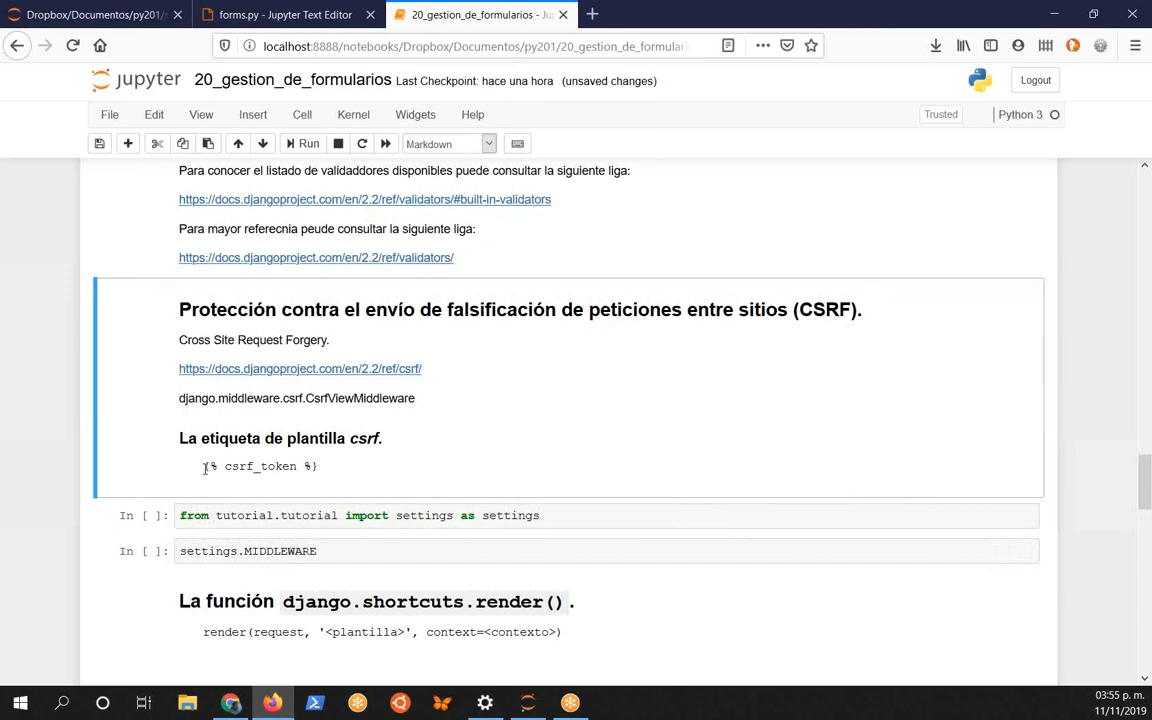 Dropbox/Documentos/py201/
forms.py - Jupyter Text Editor
20_gestion_de_formularios - Ju
localhost:8888/notebooks/Dropbox/Documentos/py201/20_gestion_de_formulari
jupyter 20_gestion_de_formularios Last Checkpoint: hace una hora (unsaved changes)
Logout
File Edit View Insert Cell Kernel Widgets Help
Trusted
Python 3
Run
Markdown
Para conocer el listado de validaddores disponibles puede consultar la siguiente liga:
https://docs.djangoproject.com/en/2.2/ref/validators/#built-in-validators
Para mayor referecnia peude consultar la siguiente liga:
https://docs.djangoproject.com/en/2.2/ref/validators/
Protección contra el envío de falsificación de peticiones entre sitios (CSRF).
Cross Site Request Forgery.
https://docs.djangoproject.com/en/2.2/ref/csrf/
django.middleware.csrf.CsrfViewMiddleware
La etiqueta de plantilla csrf.
{% csrf_token %}
In [ ]: from tutorial.tutorial import settings as settings
In [ ]: settings.MIDDLEWARE
La función django.shortcuts.render().
render(request, '<plantilla>', context=<contexto>)
03:55 p. m.
11/11/2019